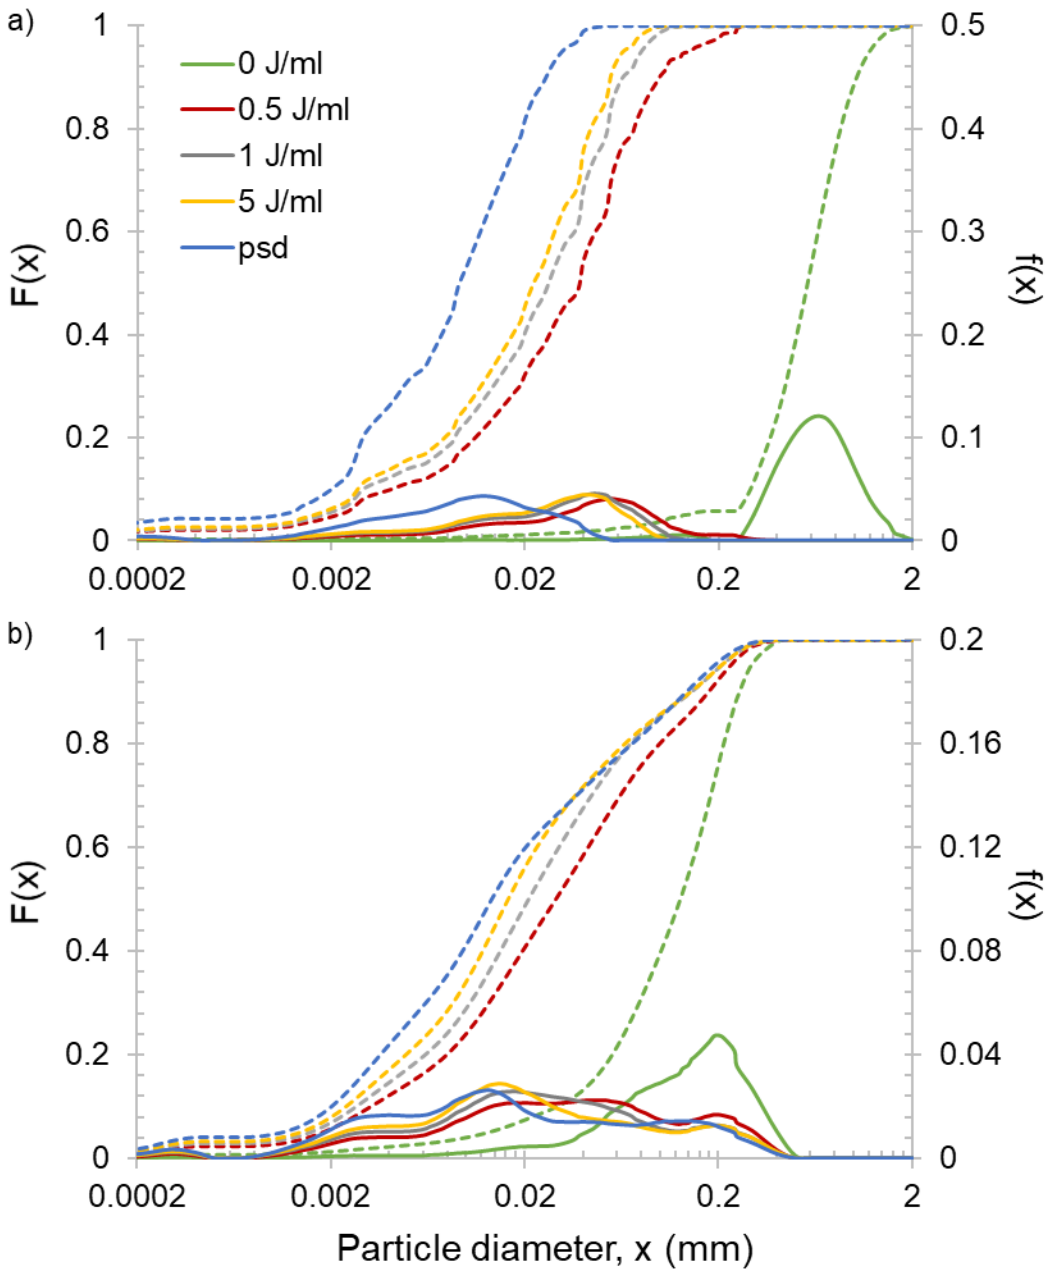 a)
1
0.8
0.6
0.4
0.2
0
F(x)
0 J/ml
0.5 J/ml
1 J/ml
5 J/ml
psd
0.5
0.4
0.3
0.2
0.1
0
f(x)
0.0002 0.002 0.02 0.2 2
b)
1
0.8
0.6
0.4
0.2
0
F(x)
0.2
0.16
0.12
0.08
0.04
0
f(x)
0.0002 0.002 0.02 0.2 2
Particle diameter, x (mm)